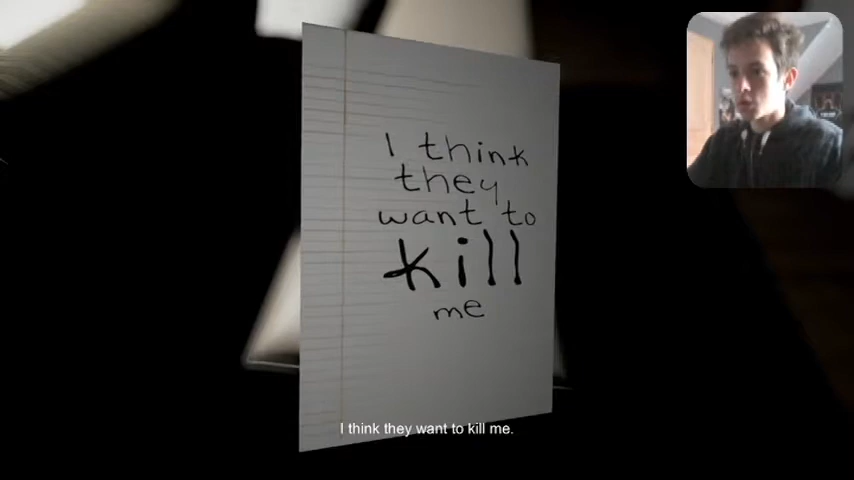 I think
they
want to
kill
me
I think they want to kill me.